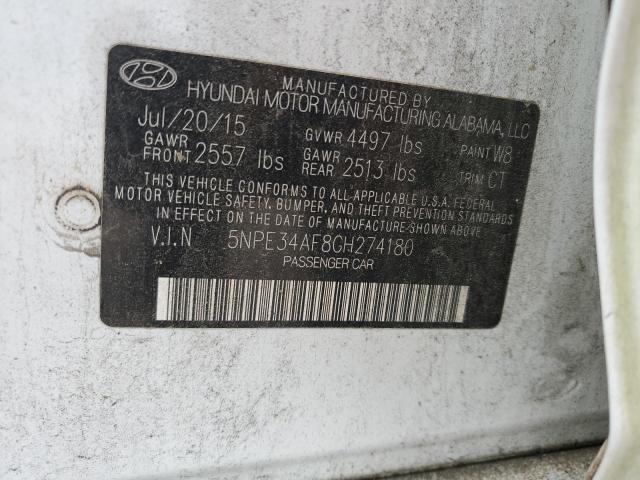 MANUFACTURED BY
HYUNDAI MOTOR MANUFACTURING ALABAMA, LLC
Jul/20/15 GVWR 4497 lbs PAINT W8
GAWR FRONT 2557 lbs GAWR REAR 2513 lbs TRIM CT
THIS VEHICLE CONFORMS TO ALL APPLICABLE U.S.A FEDERAL
MOTOR VEHICLE SAFETY, BUMPER, AND THEFT PREVENTION STANDARDS
IN EFFECT ON THE DATE OF MANUFACTURE SHOWN ABOVE.
V.I.N 5NPE34AF8GH274180
PASSENGER CAR